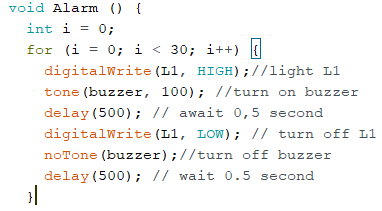 void Alarm () {
int i = 0;
for (i = 0; i < 30; i++) {
digitalWrite(L1, HIGH);//light L1
tone(buzzer, 100); //turn on buzzer
delay(500); // await 0,5 second
digitalWrite(L1, LOW); // turn off L1
noTone(buzzer);//turn off buzzer
delay(500); // wait 0.5 second
}